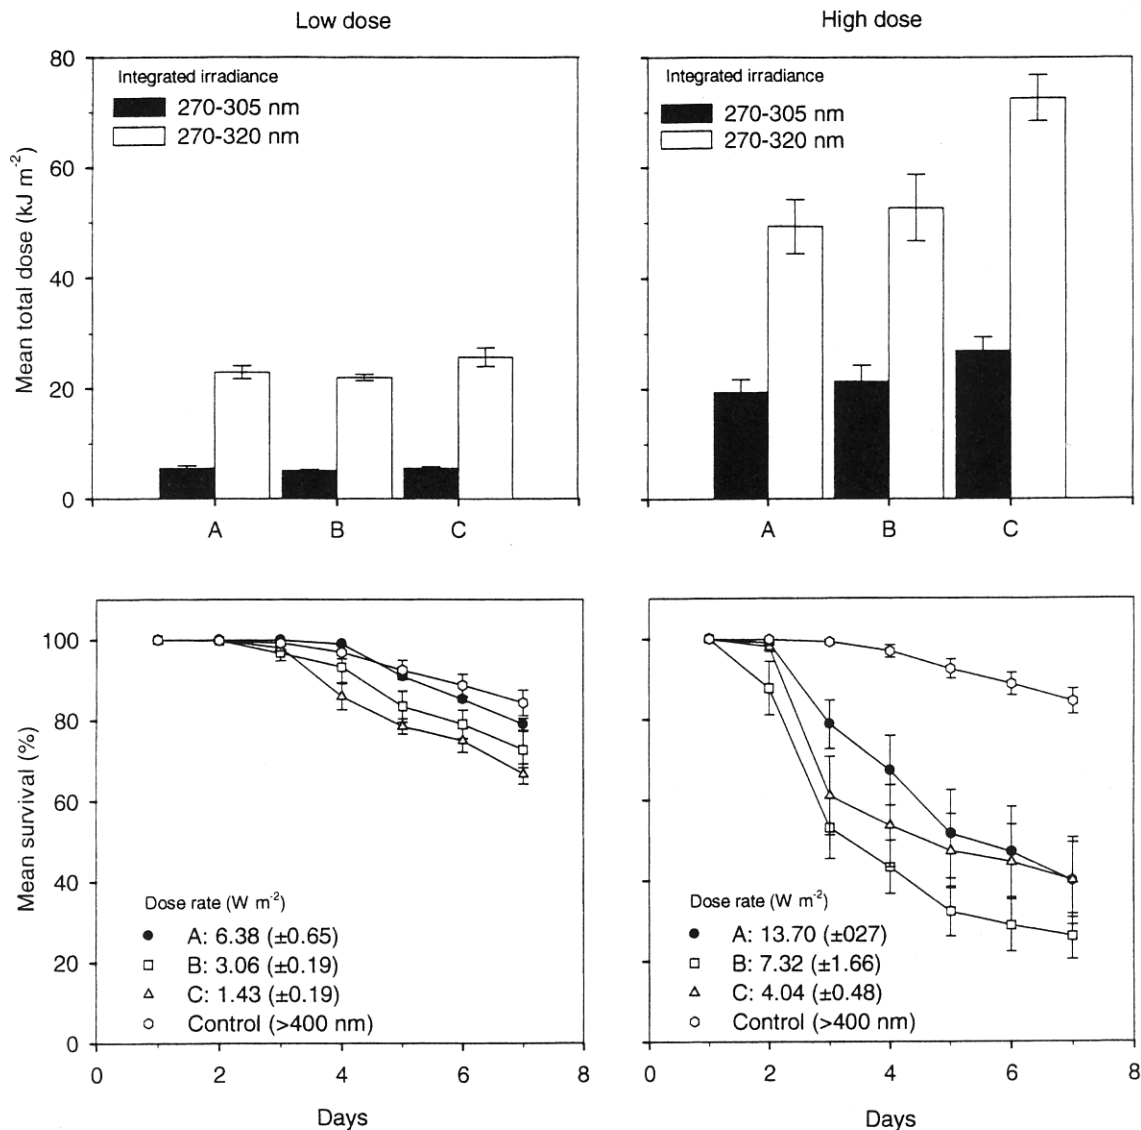 Low dose
High dose
80
60
40
20
0
Mean total dose (kJ m-2)
Integrated irradiance
270-305 nm
270-320 nm
A B C
Integrated irradiance
270-305 nm
270-320 nm
A B C
100
80
60
40
20
0
Mean survival (%)
Dose rate (W m-2)
A: 6.38 (±0.65)
B: 3.06 (±0.19)
C: 1.43 (±0.19)
Control (>400 nm)
0 2 4 6 8
Days
Dose rate (W m-2)
A: 13.70 (±027)
B: 7.32 (±1.66)
C: 4.04 (±0.48)
Control (>400 nm)
0 2 4 6 8
Days